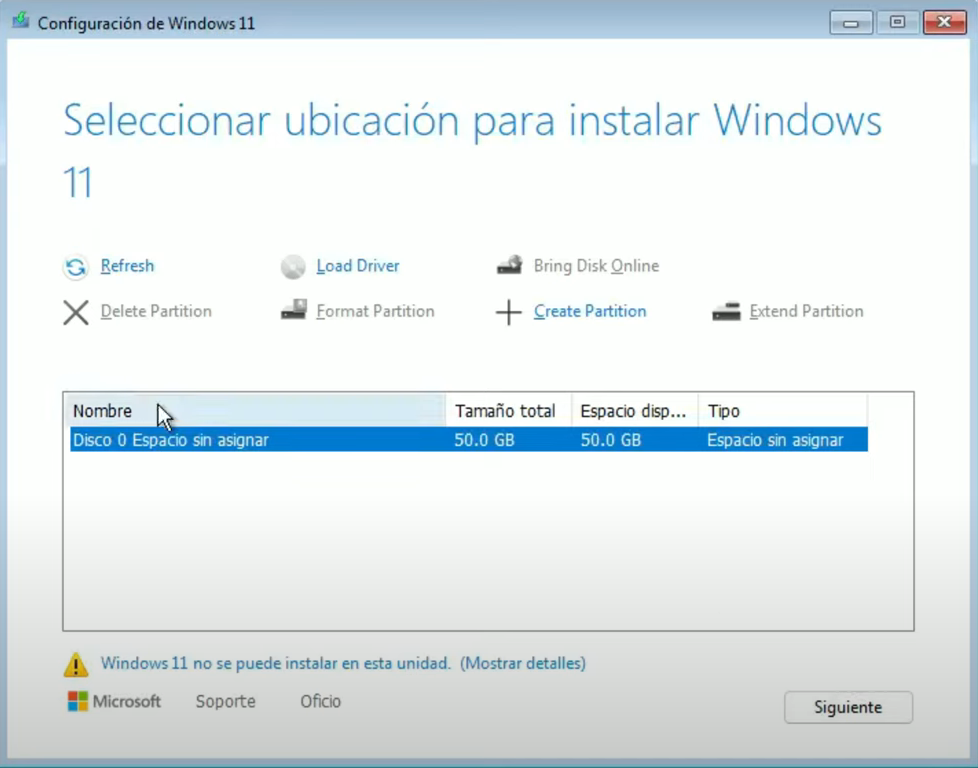 Configuración de Windows 11
Seleccionar ubicación para instalar Windows
11
Refresh Load Driver Bring Disk Online
Delete Partition Format Partition Create Partition Extend Partition
Nombre Tamaño total Espacio disp... Tipo
Disco 0 Espacio sin asignar 50.0 GB 50.0 GB Espacio sin asignar
Windows 11 no se puede instalar en esta unidad. (Mostrar detalles)
Microsoft Soporte Oficio Siguiente